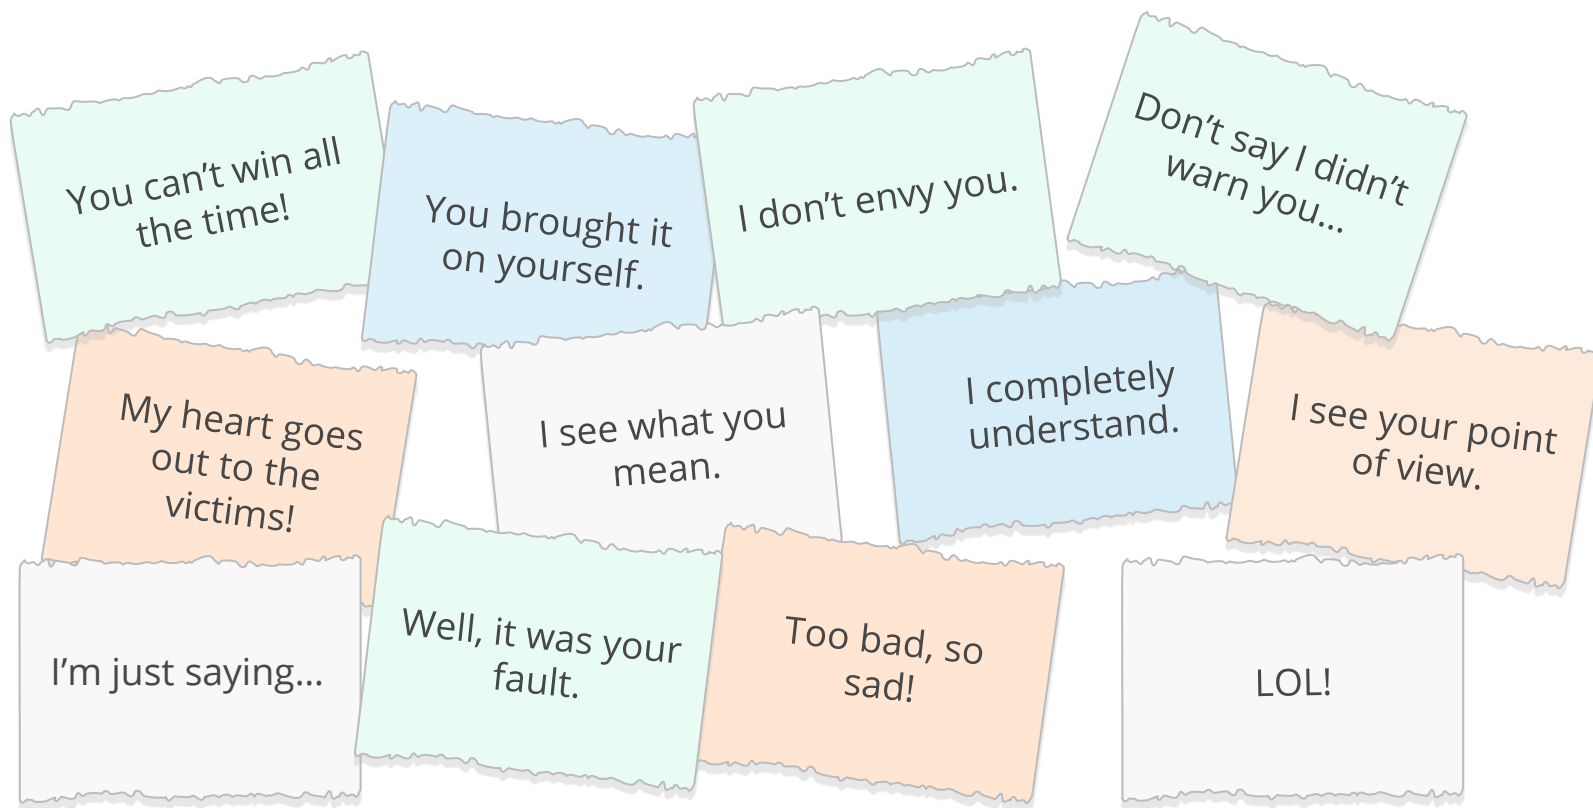 You can’t win all
the time!
You brought it
on yourself.
I don’t envy you.
Don’t say I didn’t
warn you...
My heart goes
out to the
victims!
I see what you
mean.
I completely
understand.
I see your point
of view.
I’m just saying...
Well, it was your
fault.
Too bad, so
sad!
LOL!